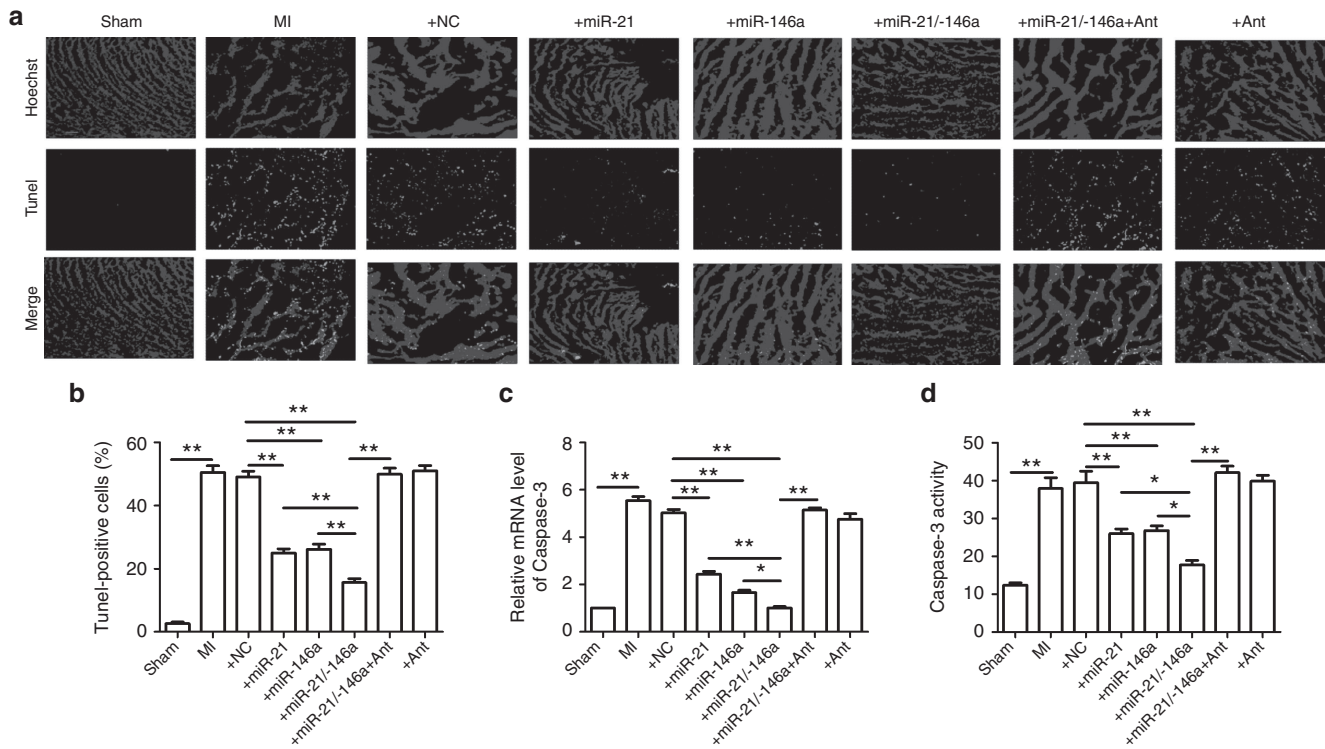 a
Sham MI +NC +miR-21 +miR-146a +miR-21/-146a +miR-21/-146a+Ant +Ant
Hoechst
Tunel
Merge
b
Tunel-positive cells (%)
60
40
20
0
** ** ** ** ** ** **
Sham MI +NC +miR-21 +miR-146a +miR-21/-146a +miR-21/-146a+Ant +Ant
c
Relative mRNA level
of Caspase-3
8
6
4
2
0
** ** ** ** ** ** *
Sham MI +NC +miR-21 +miR-146a +miR-21/-146a +miR-21/-146a+Ant +Ant
d
Caspase-3 activity
50
40
30
20
10
0
** ** ** ** ** * *
Sham MI +NC +miR-21 +miR-146a +miR-21/-146a +miR-21/-146a+Ant +Ant